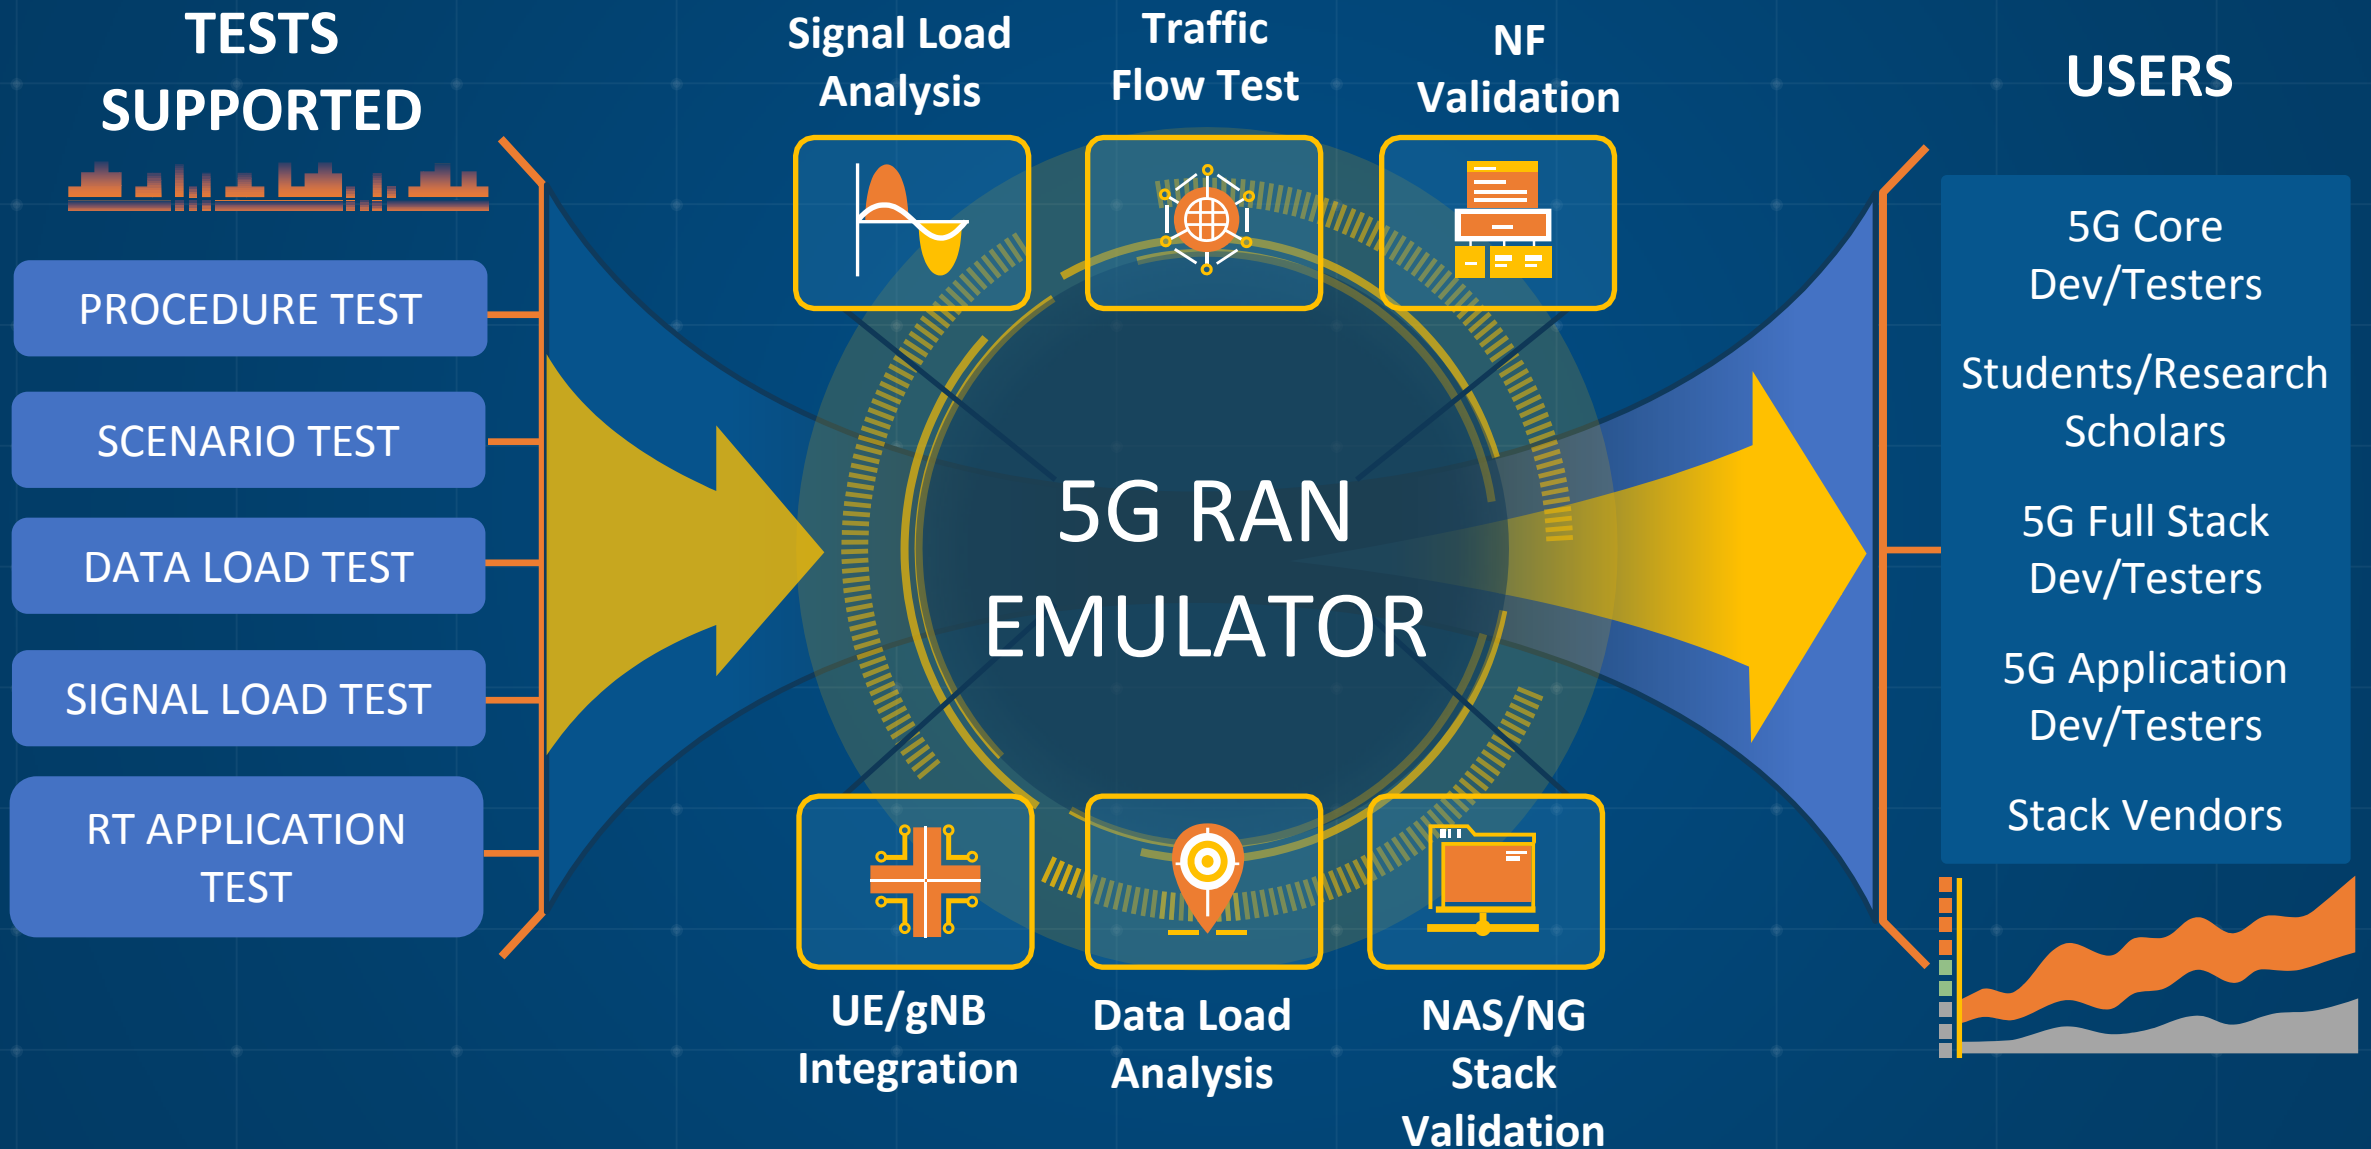 TESTS
SUPPORTED
PROCEDURE TEST
SCENARIO TEST
DATA LOAD TEST
SIGNAL LOAD TEST
RT APPLICATION
TEST
Signal Load
Analysis
Traffic
Flow Test
NF
Validation
5G RAN
EMULATOR
UE/gNB
Integration
Data Load
Analysis
NAS/NG
Stack
Validation
USERS
5G Core
Dev/Testers
Students/Research
Scholars
5G Full Stack
Dev/Testers
5G Application
Dev/Testers
Stack Vendors